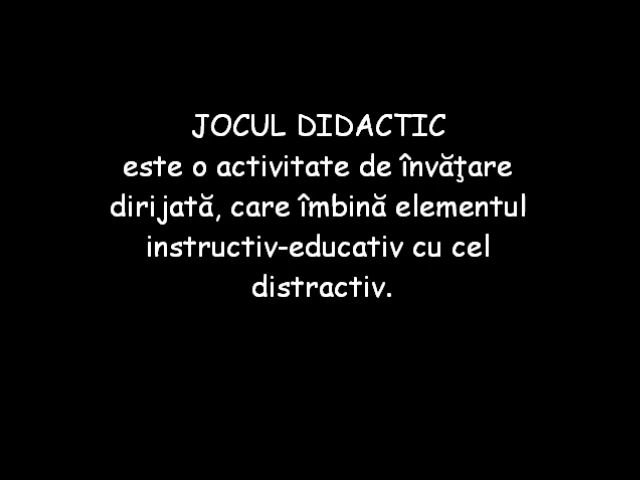 JOCUL DIDACTIC
este o activitate de învăţare
dirijată, care îmbină elementul
instructiv-educativ cu cel
distractiv.